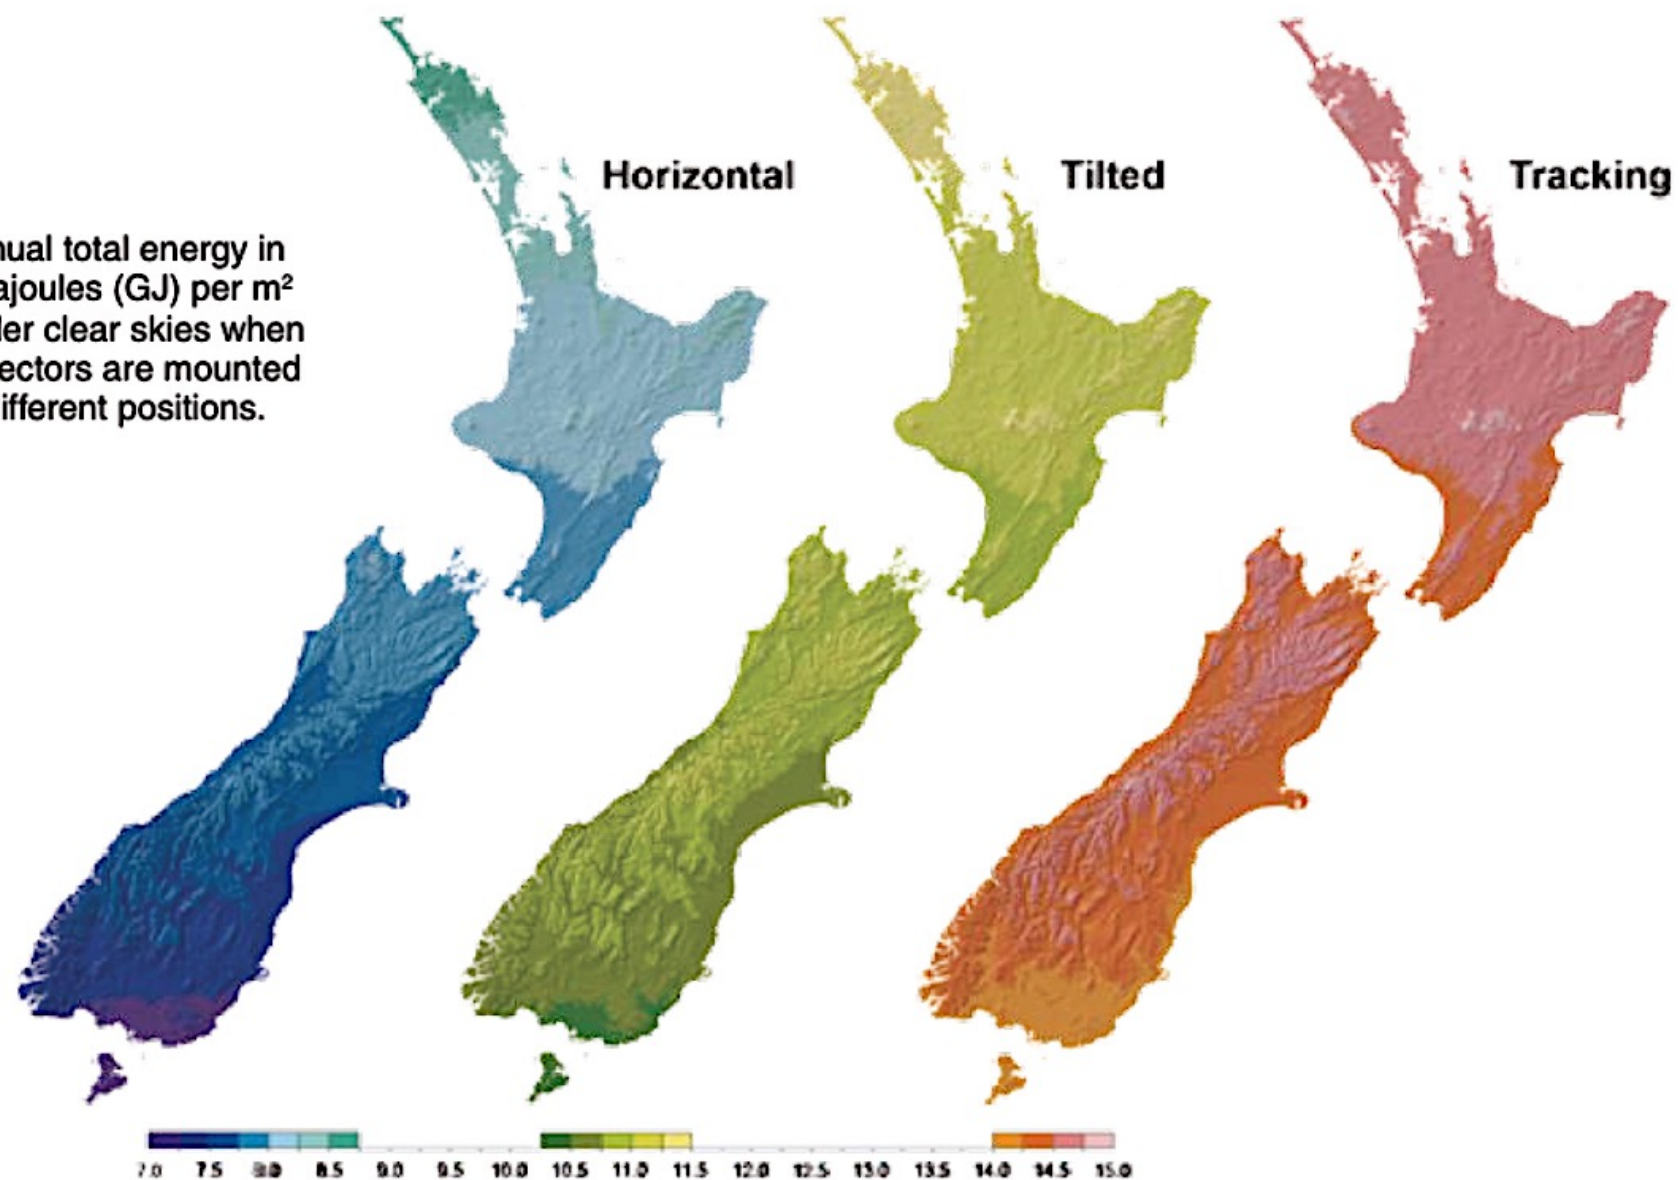 Horizontal
Tilted
Tracking
nual total energy in
ajoules (GJ) per m²
ler clear skies when
ectors are mounted
ifferent positions.
7.0 7.5 8.0 8.5 9.0 9.5 10.0 10.5 11.0 11.5 12.0 12.5 13.0 13.5 14.0 14.5 15.0